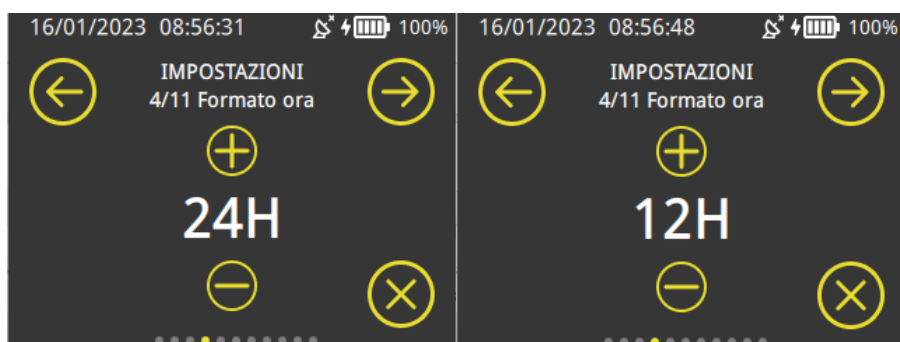 16/01/2023 08:56:31 100%
IMPOSTAZIONI
4/11 Formato ora
24H
16/01/2023 08:56:48 100%
IMPOSTAZIONI
4/11 Formato ora
12H